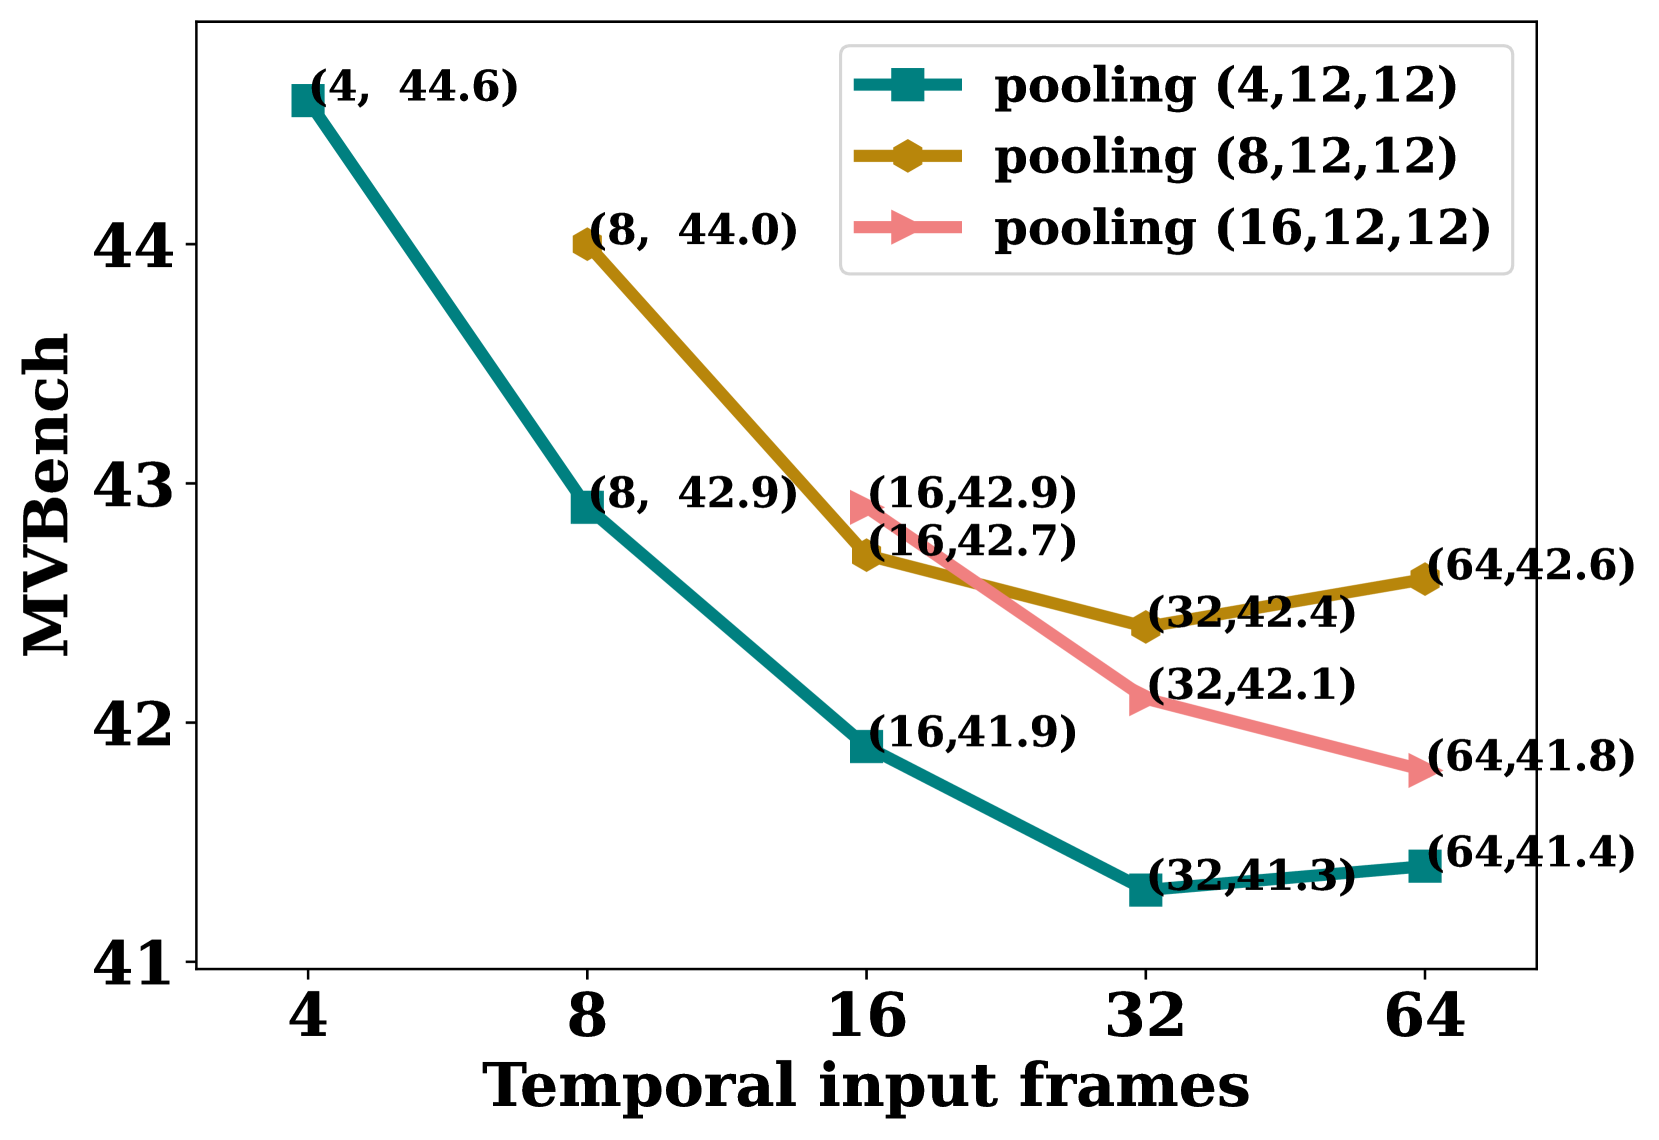 (4,  44.6)
pooling (4,12,12)
pooling (8,12,12)
pooling (16,12,12)
(8,  44.0)
44
43
42
41
MVBench
(8,  42.9)
(16,42.9)
(16,42.7)
(64,42.6)
(32,42.4)
(32,42.1)
(16,41.9)
(64,41.8)
(64,41.4)
(32,41.3)
4 8 16 32 64
Temporal input frames